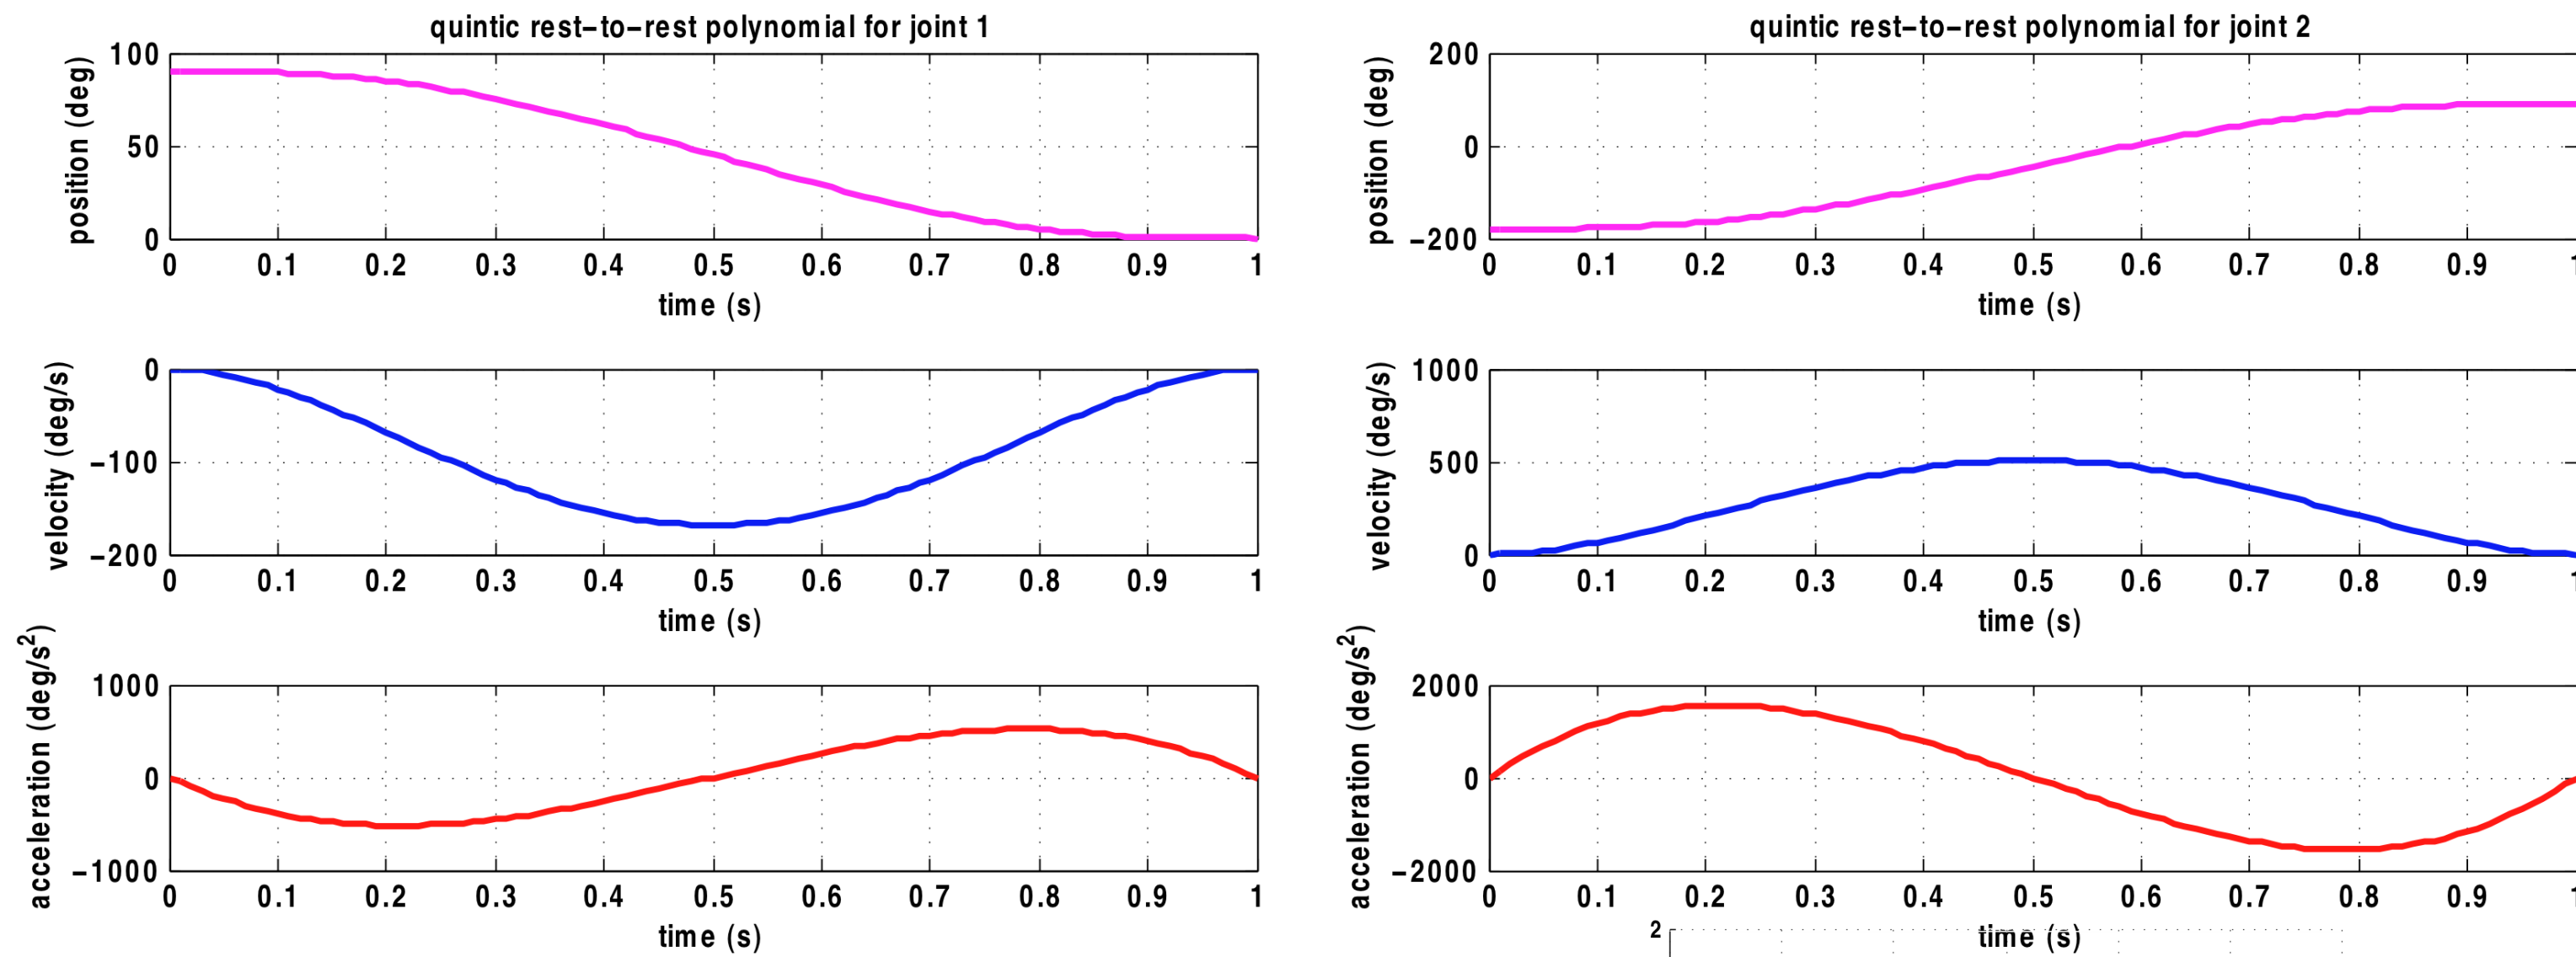 quintic rest−to−rest polynomial for joint 1
100
50
0
position (deg)
0 0.1 0.2 0.3 0.4 0.5 0.6 0.7 0.8 0.9 1
time (s)
0
−100
−200
velocity (deg/s)
0 0.1 0.2 0.3 0.4 0.5 0.6 0.7 0.8 0.9 1
time (s)
1000
0
−1000
acceleration (deg/s²)
0 0.1 0.2 0.3 0.4 0.5 0.6 0.7 0.8 0.9 1
time (s)
quintic rest−to−rest polynomial for joint 2
200
0
−200
position (deg)
0 0.1 0.2 0.3 0.4 0.5 0.6 0.7 0.8 0.9 1
time (s)
1000
500
0
velocity (deg/s)
0 0.1 0.2 0.3 0.4 0.5 0.6 0.7 0.8 0.9 1
time (s)
2000
0
−2000
acceleration (deg/s²)
0 0.1 0.2 0.3 0.4 0.5 0.6 0.7 0.8 0.9 1
time (s)
2